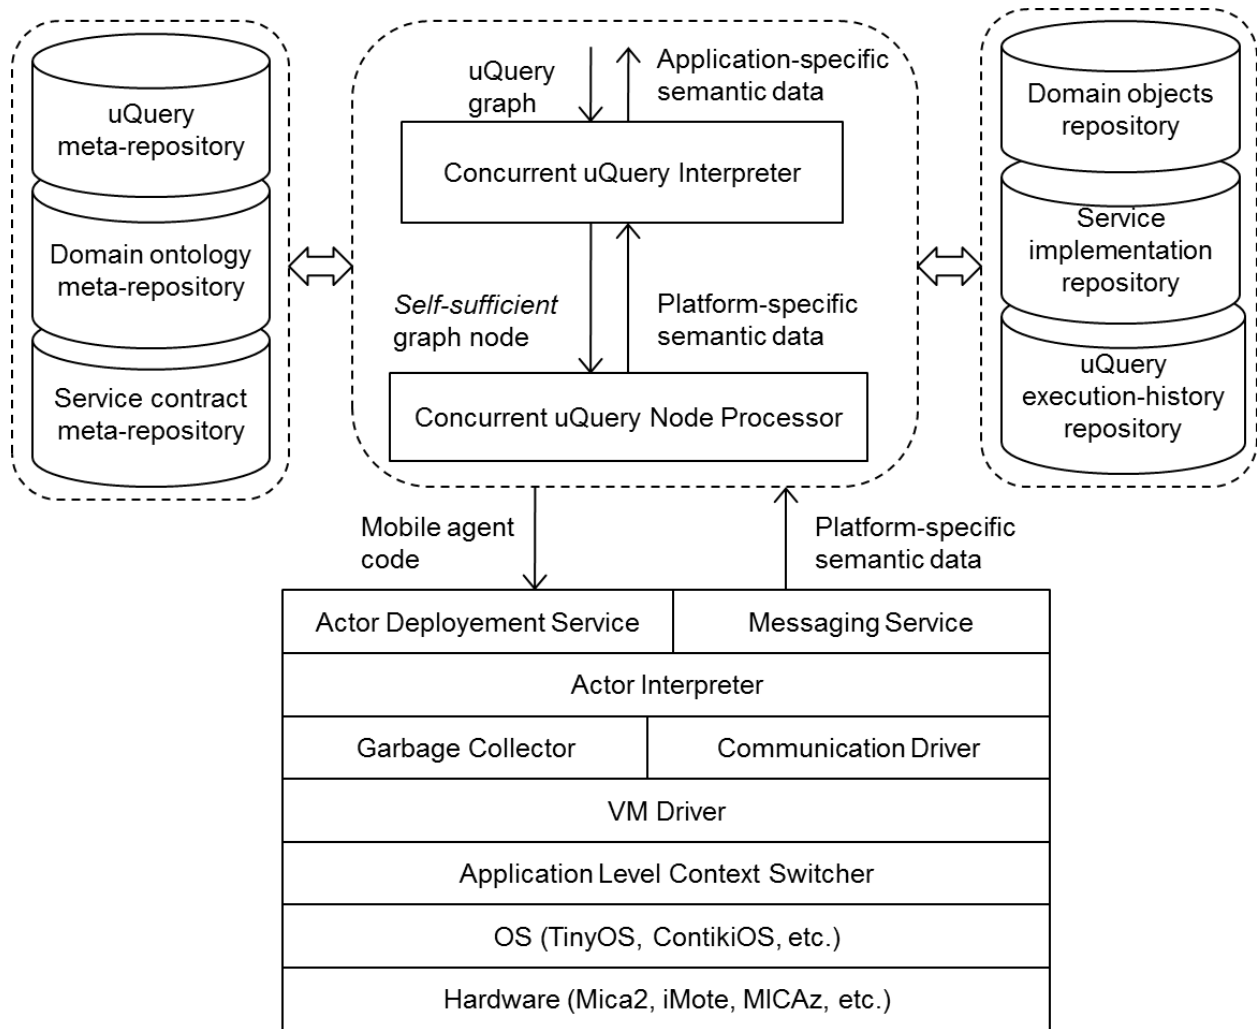 uQuery
meta-repository
Domain ontology
meta-repository
Service contract
meta-repository
uQuery
graph
Application-specific
semantic data
Concurrent uQuery Interpreter
Self-sufficient
graph node
Platform-specific
semantic data
Concurrent uQuery Node Processor
Domain objects
repository
Service
implementation
repository
uQuery
execution-history
repository
Mobile agent
code
Platform-specific
semantic data
Actor Deployement Service
Messaging Service
Actor Interpreter
Garbage Collector
Communication Driver
VM Driver
Application Level Context Switcher
OS (TinyOS, ContikiOS, etc.)
Hardware (Mica2, iMote, MICAz, etc.)